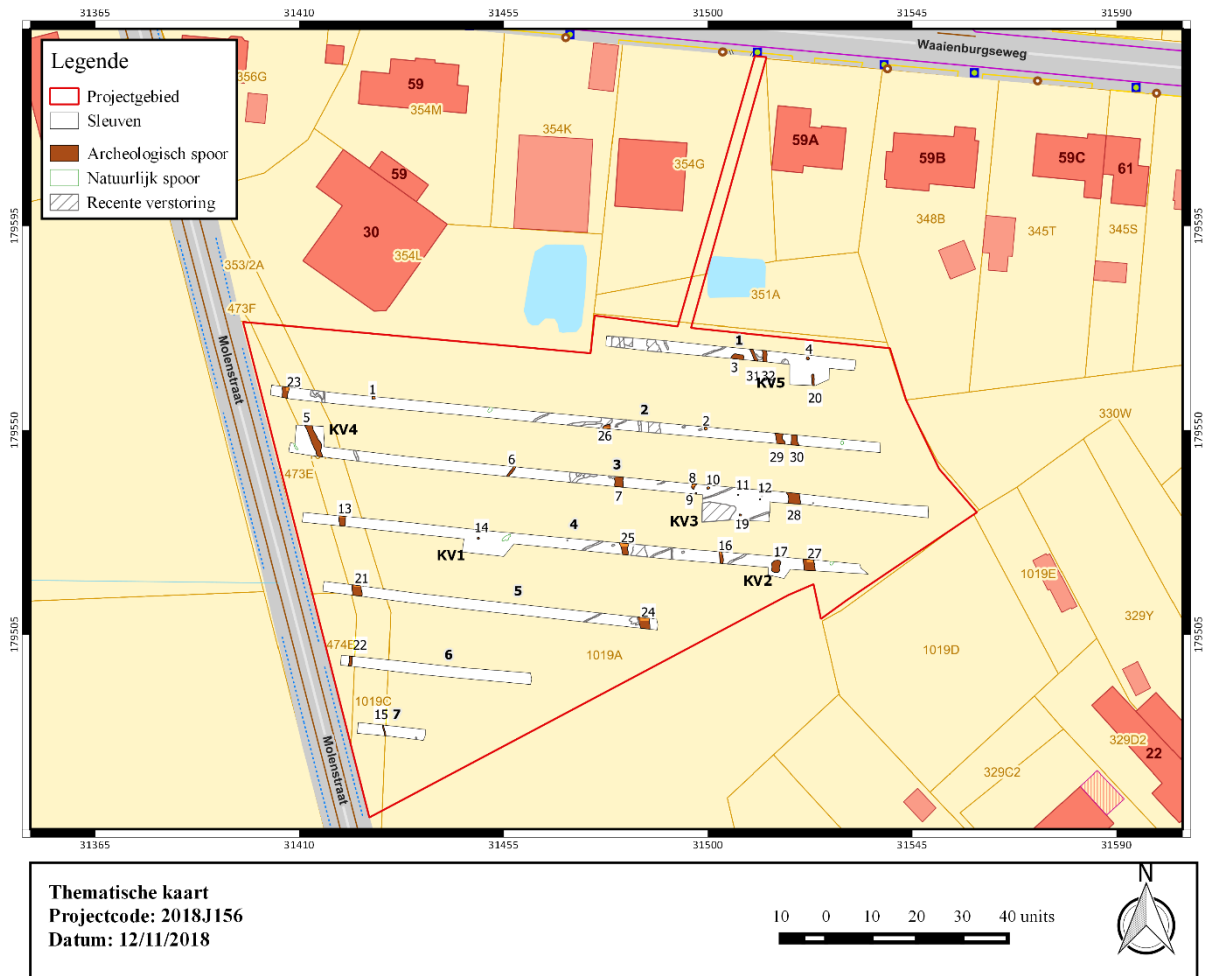 31365 31410 31455 31500 31545 31590
Waaienburgseweg
Legende
Projectgebied
Sleuven
Archeologisch spoor
Natuurlijk spoor
Recente verstoring
356G
59
354M
354K
354G
59A
59B
59C
61
59
30
354L
348B
345T
345S
351A
353/2A
473F
179595
179595
Molenstraat
1
3
31
32
4
KV5
20
23
1
2
26
2
29
30
330W
179550
179550
5
KV4
473E
6
3
7
8
9
10
11
12
KV3
19
28
13
14
KV1
4
25
16
17
KV2
27
1019E
329Y
21
5
24
179505
179505
474E
22
6
1019A
1019D
1019C
15
7
Molenstraat
329D2
22
329C2
31365 31410 31455 31500 31545 31590
Thematische kaart
Projectcode: 2018J156
Datum: 12/11/2018
10 0 10 20 30 40 units
N